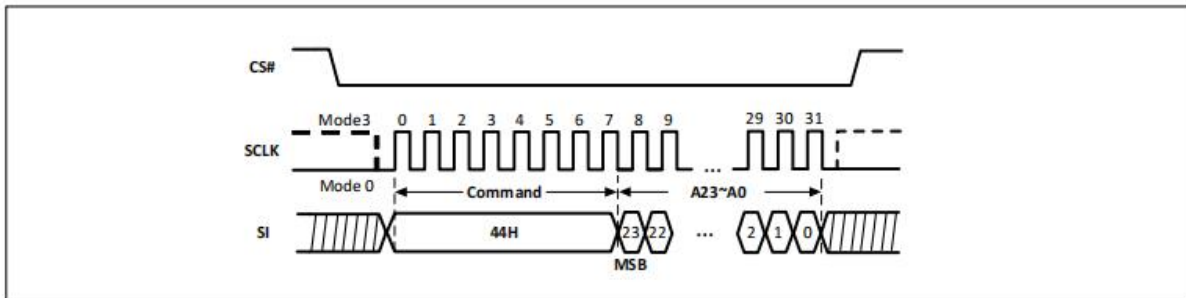 CS#
Mode3 0 1 2 3 4 5 6 7 8 9 29 30 31
SCLK ...
Mode 0 Command A23~A0
SI 44H 23 22 ... 2 1 0
MSB